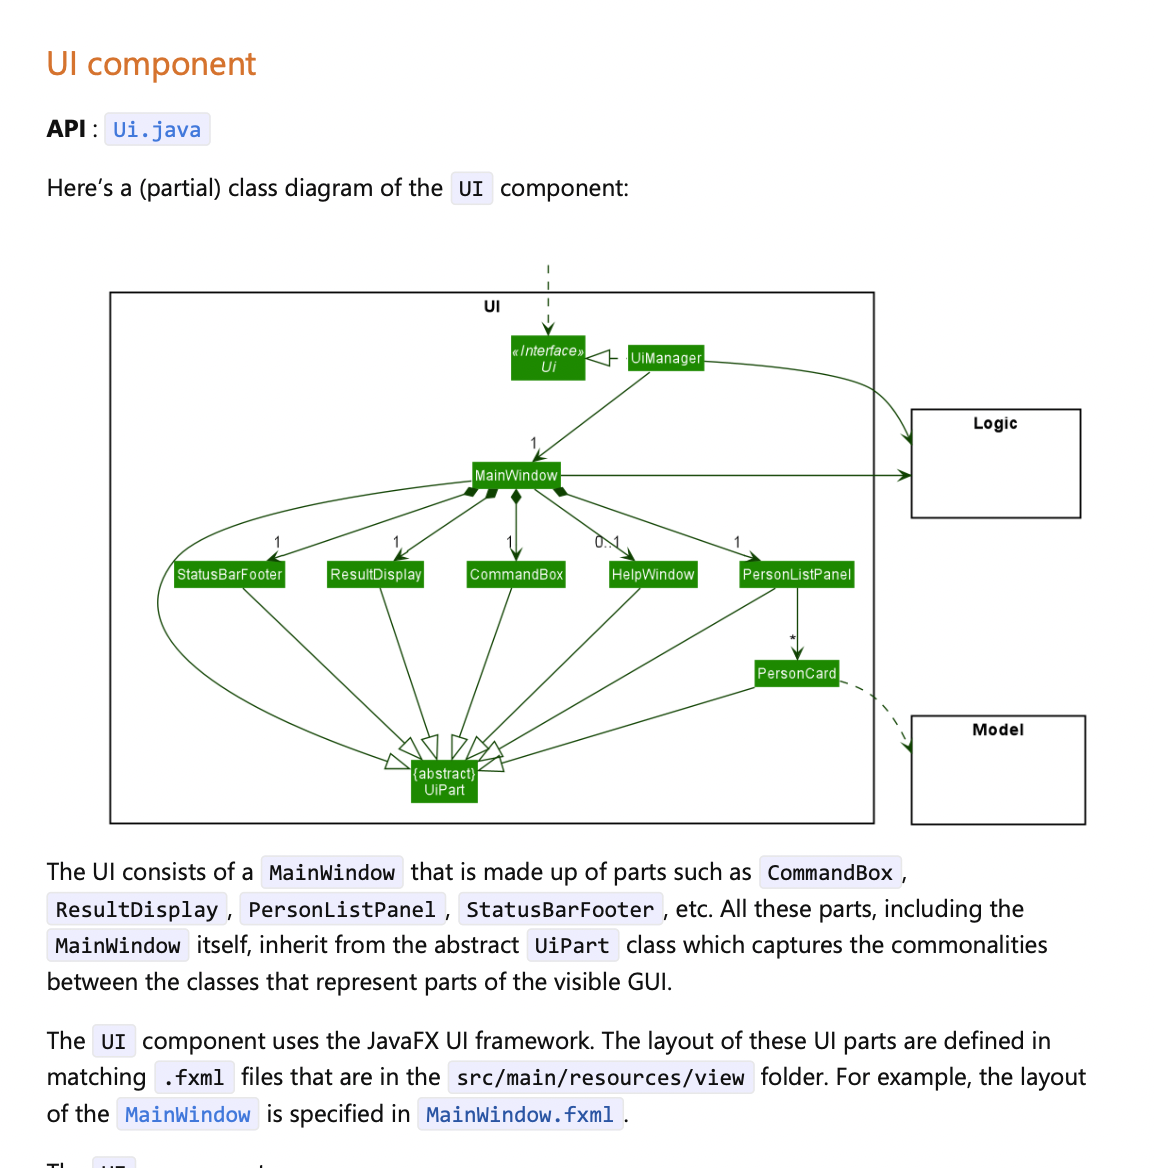 UI component
API : Ui.java
Here’s a (partial) class diagram of the UI component:
UI
«Interface»
Ui
UiManager
Logic
1
MainWindow
1
1
1
0..1
1
StatusBarFooter
ResultDisplay
CommandBox
HelpWindow
PersonListPanel
*
PersonCard
Model
{abstract}
UiPart
The UI consists of a MainWindow that is made up of parts such as CommandBox ,
ResultDisplay , PersonListPanel , StatusBarFooter , etc. All these parts, including the
MainWindow itself, inherit from the abstract UiPart class which captures the commonalities
between the classes that represent parts of the visible GUI.
The UI component uses the JavaFX UI framework. The layout of these UI parts are defined in
matching .fxml files that are in the src/main/resources/view folder. For example, the layout
of the MainWindow is specified in MainWindow.fxml .